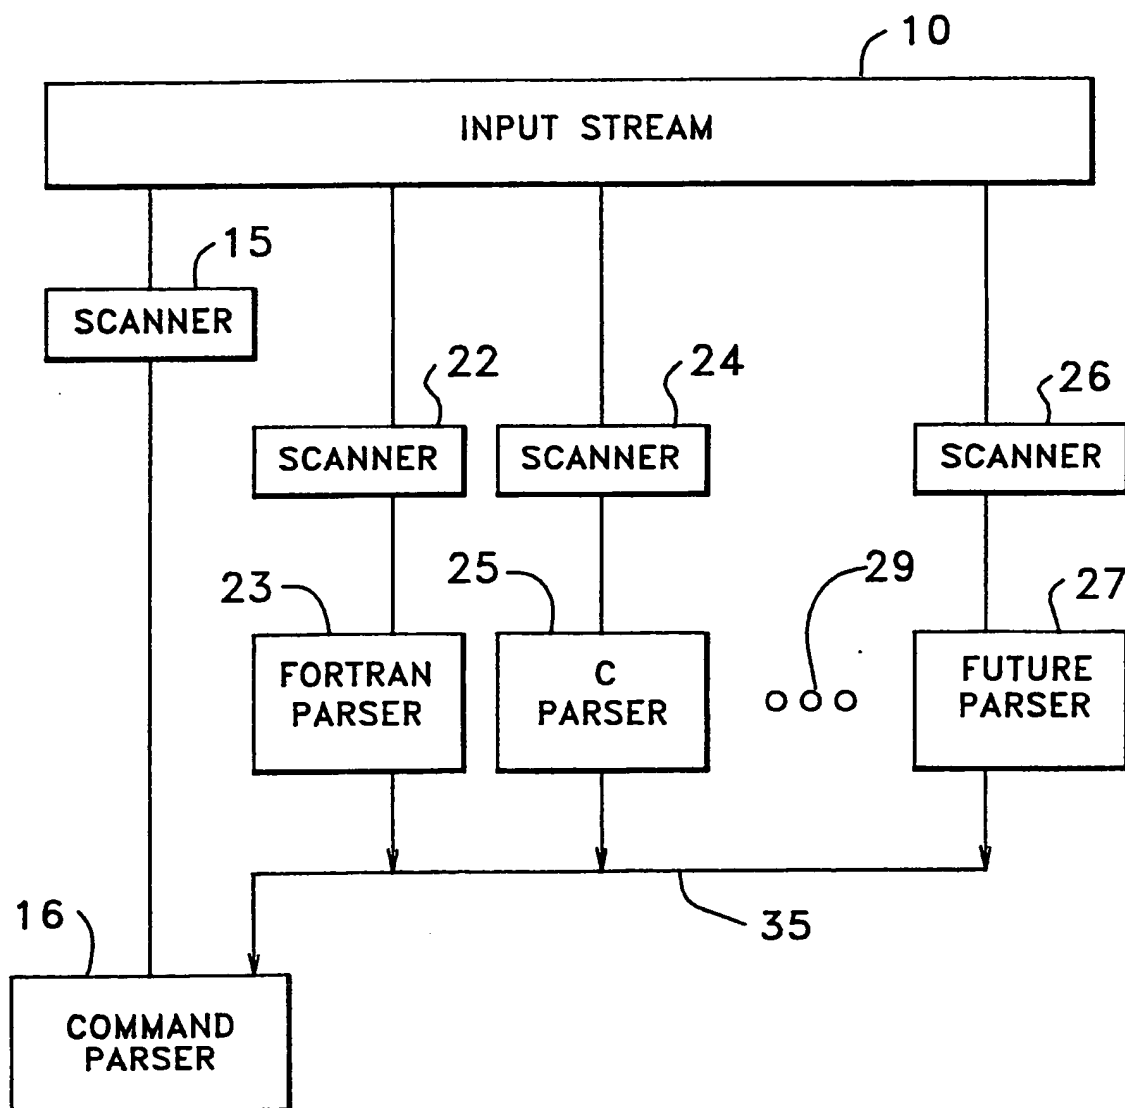 10
INPUT STREAM
15
SCANNER
22
24
26
SCANNER
SCANNER
SCANNER
23
25
29
27
FORTRAN
PARSER
C
PARSER
FUTURE
PARSER
35
16
COMMAND
PARSER